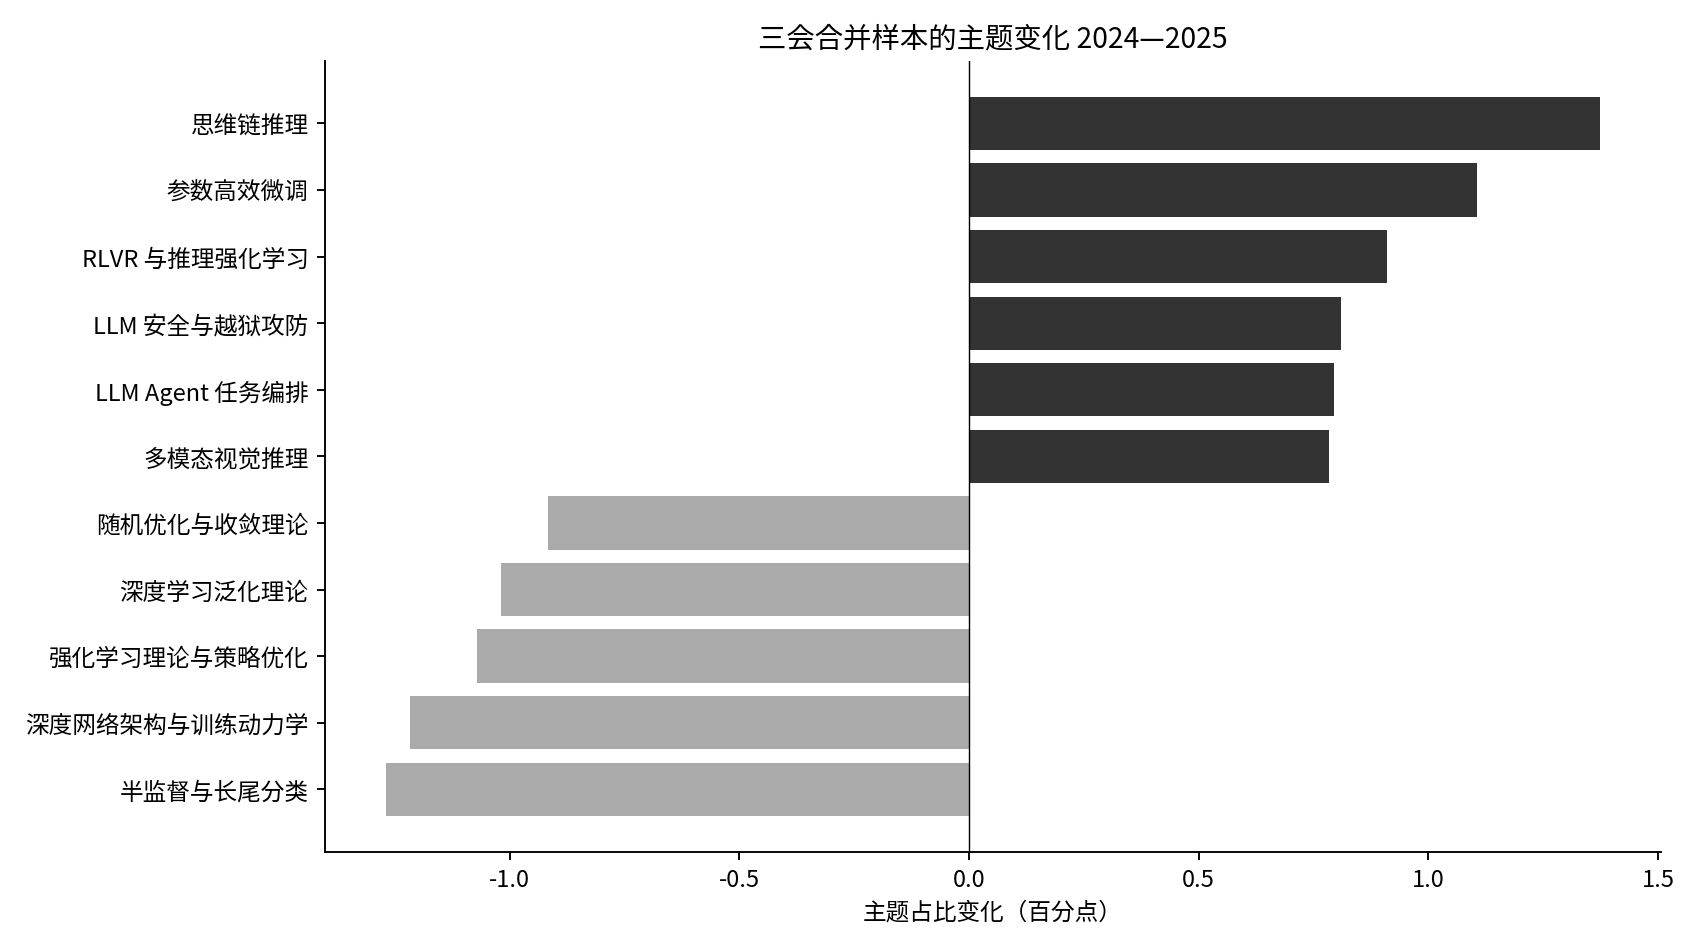 三会合并样本的主题变化 2024—2025
思维链推理
参数高效微调
RLVR 与推理强化学习
LLM 安全与越狱攻防
LLM Agent 任务编排
多模态视觉推理
随机优化与收敛理论
深度学习泛化理论
强化学习理论与策略优化
深度网络架构与训练动力学
半监督与长尾分类
-1.0 -0.5 0.0 0.5 1.0 1.5
主题占比变化（百分点）